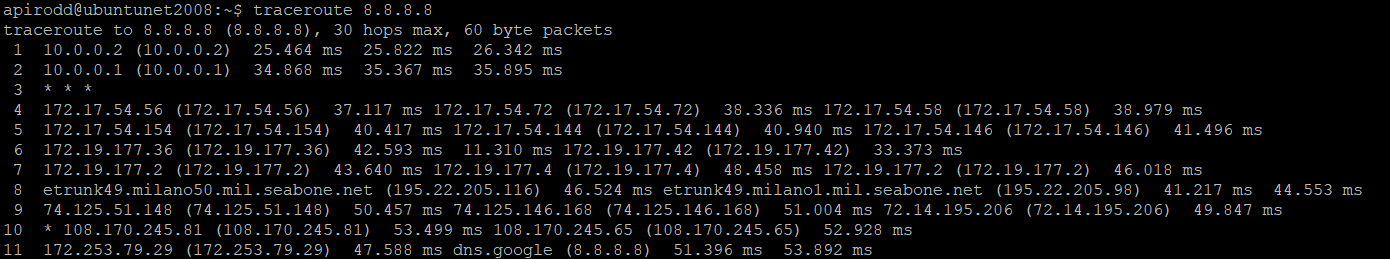 apirodd@ubuntunet2008:~$ traceroute 8.8.8.8
traceroute to 8.8.8.8 (8.8.8.8), 30 hops max, 60 byte packets
 1  10.0.0.2 (10.0.0.2)  25.464 ms  25.822 ms  26.342 ms
 2  10.0.0.1 (10.0.0.1)  34.868 ms  35.367 ms  35.895 ms
 3  * * *
 4  172.17.54.56 (172.17.54.56)  37.117 ms 172.17.54.72 (172.17.54.72)  38.336 ms 172.17.54.58 (172.17.54.58)  38.979 ms
 5  172.17.54.154 (172.17.54.154)  40.417 ms 172.17.54.144 (172.17.54.144)  40.940 ms 172.17.54.146 (172.17.54.146)  41.496 ms
 6  172.19.177.36 (172.19.177.36)  42.593 ms  11.310 ms 172.19.177.42 (172.19.177.42)  33.373 ms
 7  172.19.177.2 (172.19.177.2)  43.640 ms 172.19.177.4 (172.19.177.4)  48.458 ms 172.19.177.2 (172.19.177.2)  46.018 ms
 8  etrunk49.milano50.mil.seabone.net (195.22.205.116)  46.524 ms etrunk49.milano1.mil.seabone.net (195.22.205.98)  41.217 ms  44.553 ms
 9  74.125.51.148 (74.125.51.148)  50.457 ms 74.125.146.168 (74.125.146.168)  51.004 ms 72.14.195.206 (72.14.195.206)  49.847 ms
10  * 108.170.245.81 (108.170.245.81)  53.499 ms 108.170.245.65 (108.170.245.65)  52.928 ms
11  172.253.79.29 (172.253.79.29)  47.588 ms dns.google (8.8.8.8)  51.396 ms  53.892 ms